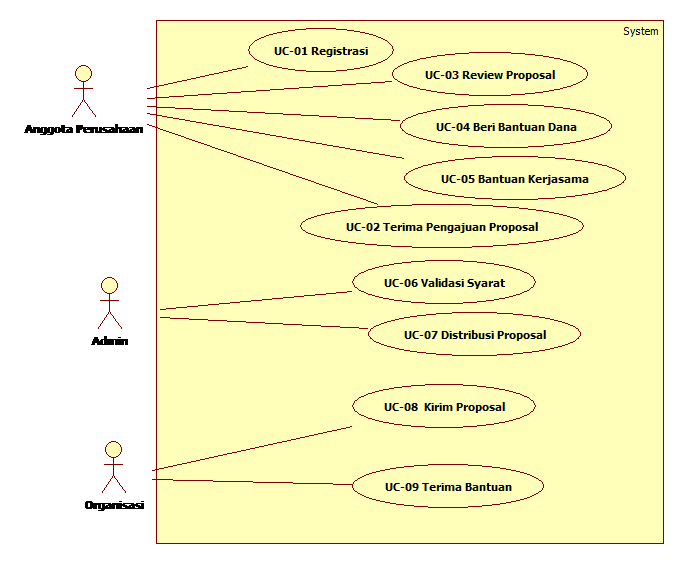 System
UC-01 Registrasi
UC-03 Review Proposal
Anggota Perusahaan
UC-04 Beri Bantuan Dana
UC-05 Bantuan Kerjasama
UC-02 Terima Pengajuan Proposal
UC-06 Validasi Syarat
Admin
UC-07 Distribusi Proposal
UC-08 Kirim Proposal
UC-09 Terima Bantuan
Organisasi